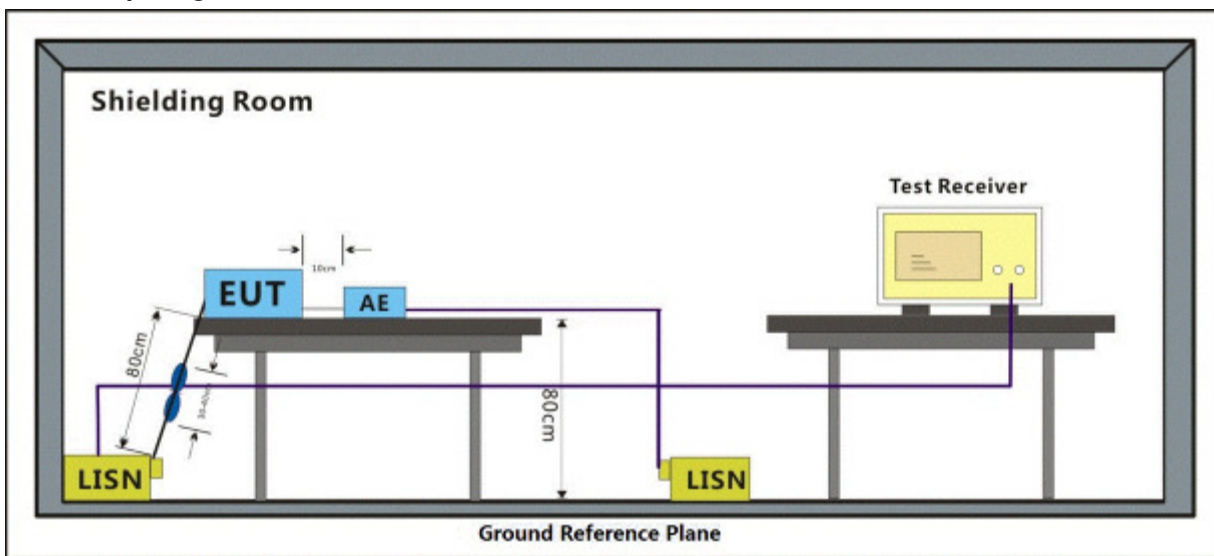 Shielding Room
Test Receiver
10cm
EUT
AE
80cm
80cm
LISN
LISN
Ground Reference Plane